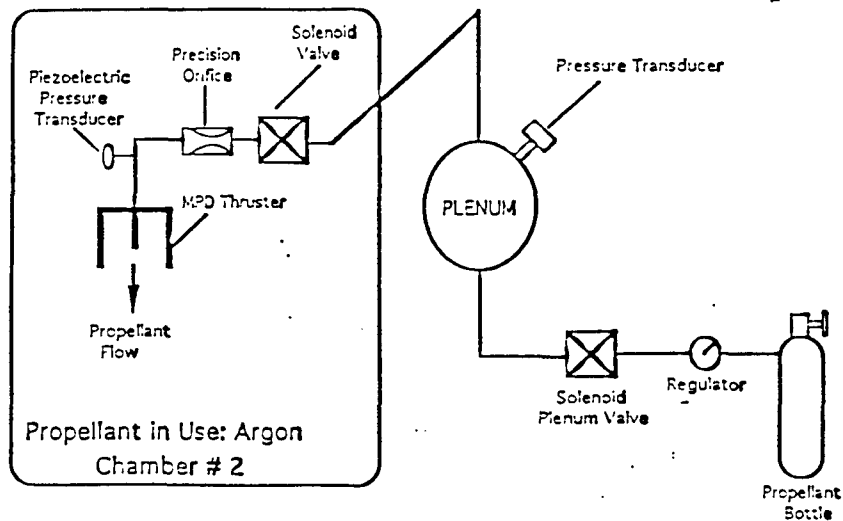 Solenoid
Valve
Precision
Orifice
Piezoelectric
Pressure
Transducer
Pressure Transducer
MPD Thruster
PLENUM
Propellant
Flow
Solenoid
Plenum Valve
Regulator
Propellant in Use: Argon
Chamber # 2
Propellant
Bottle